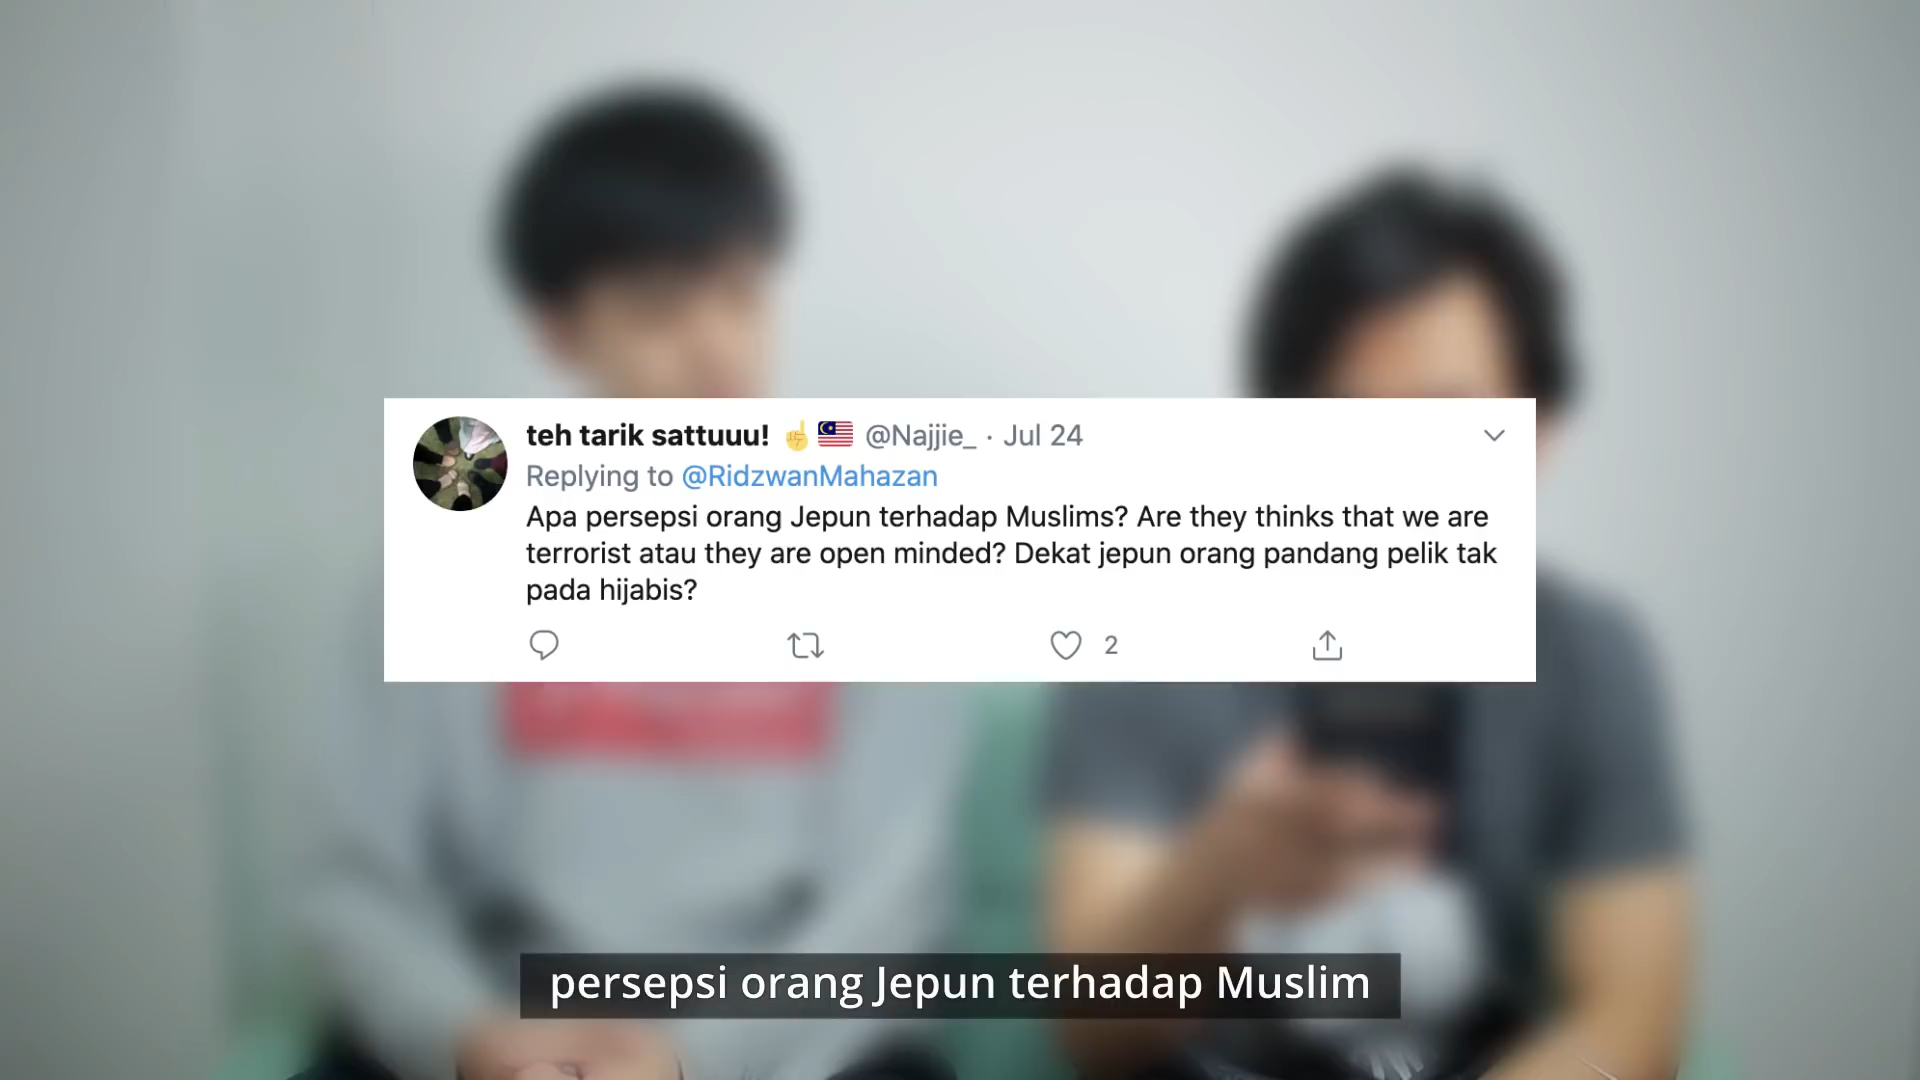 teh tarik sattuuu! ☝🇲🇾 @Najjie_ · Jul 24
Replying to @RidzwanMahazan
Apa persepsi orang Jepun terhadap Muslims? Are they thinks that we are
terrorist atau they are open minded? Dekat jepun orang pandang pelik tak
pada hijabis?
2
persepsi orang Jepun terhadap Muslim